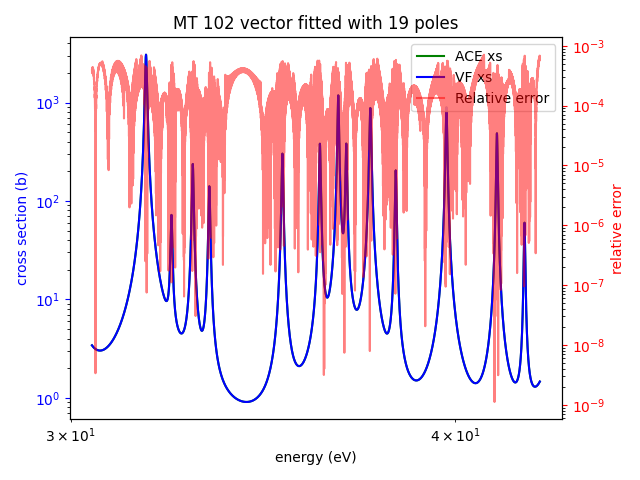 MT 102 vector fitted with 19 poles
ACE xs
VF xs
Relative error
cross section (b)
10³
10²
10¹
10⁰
relative error
10⁻³
10⁻⁴
10⁻⁵
10⁻⁶
10⁻⁷
10⁻⁸
10⁻⁹
3 × 10¹
4 × 10¹
energy (eV)